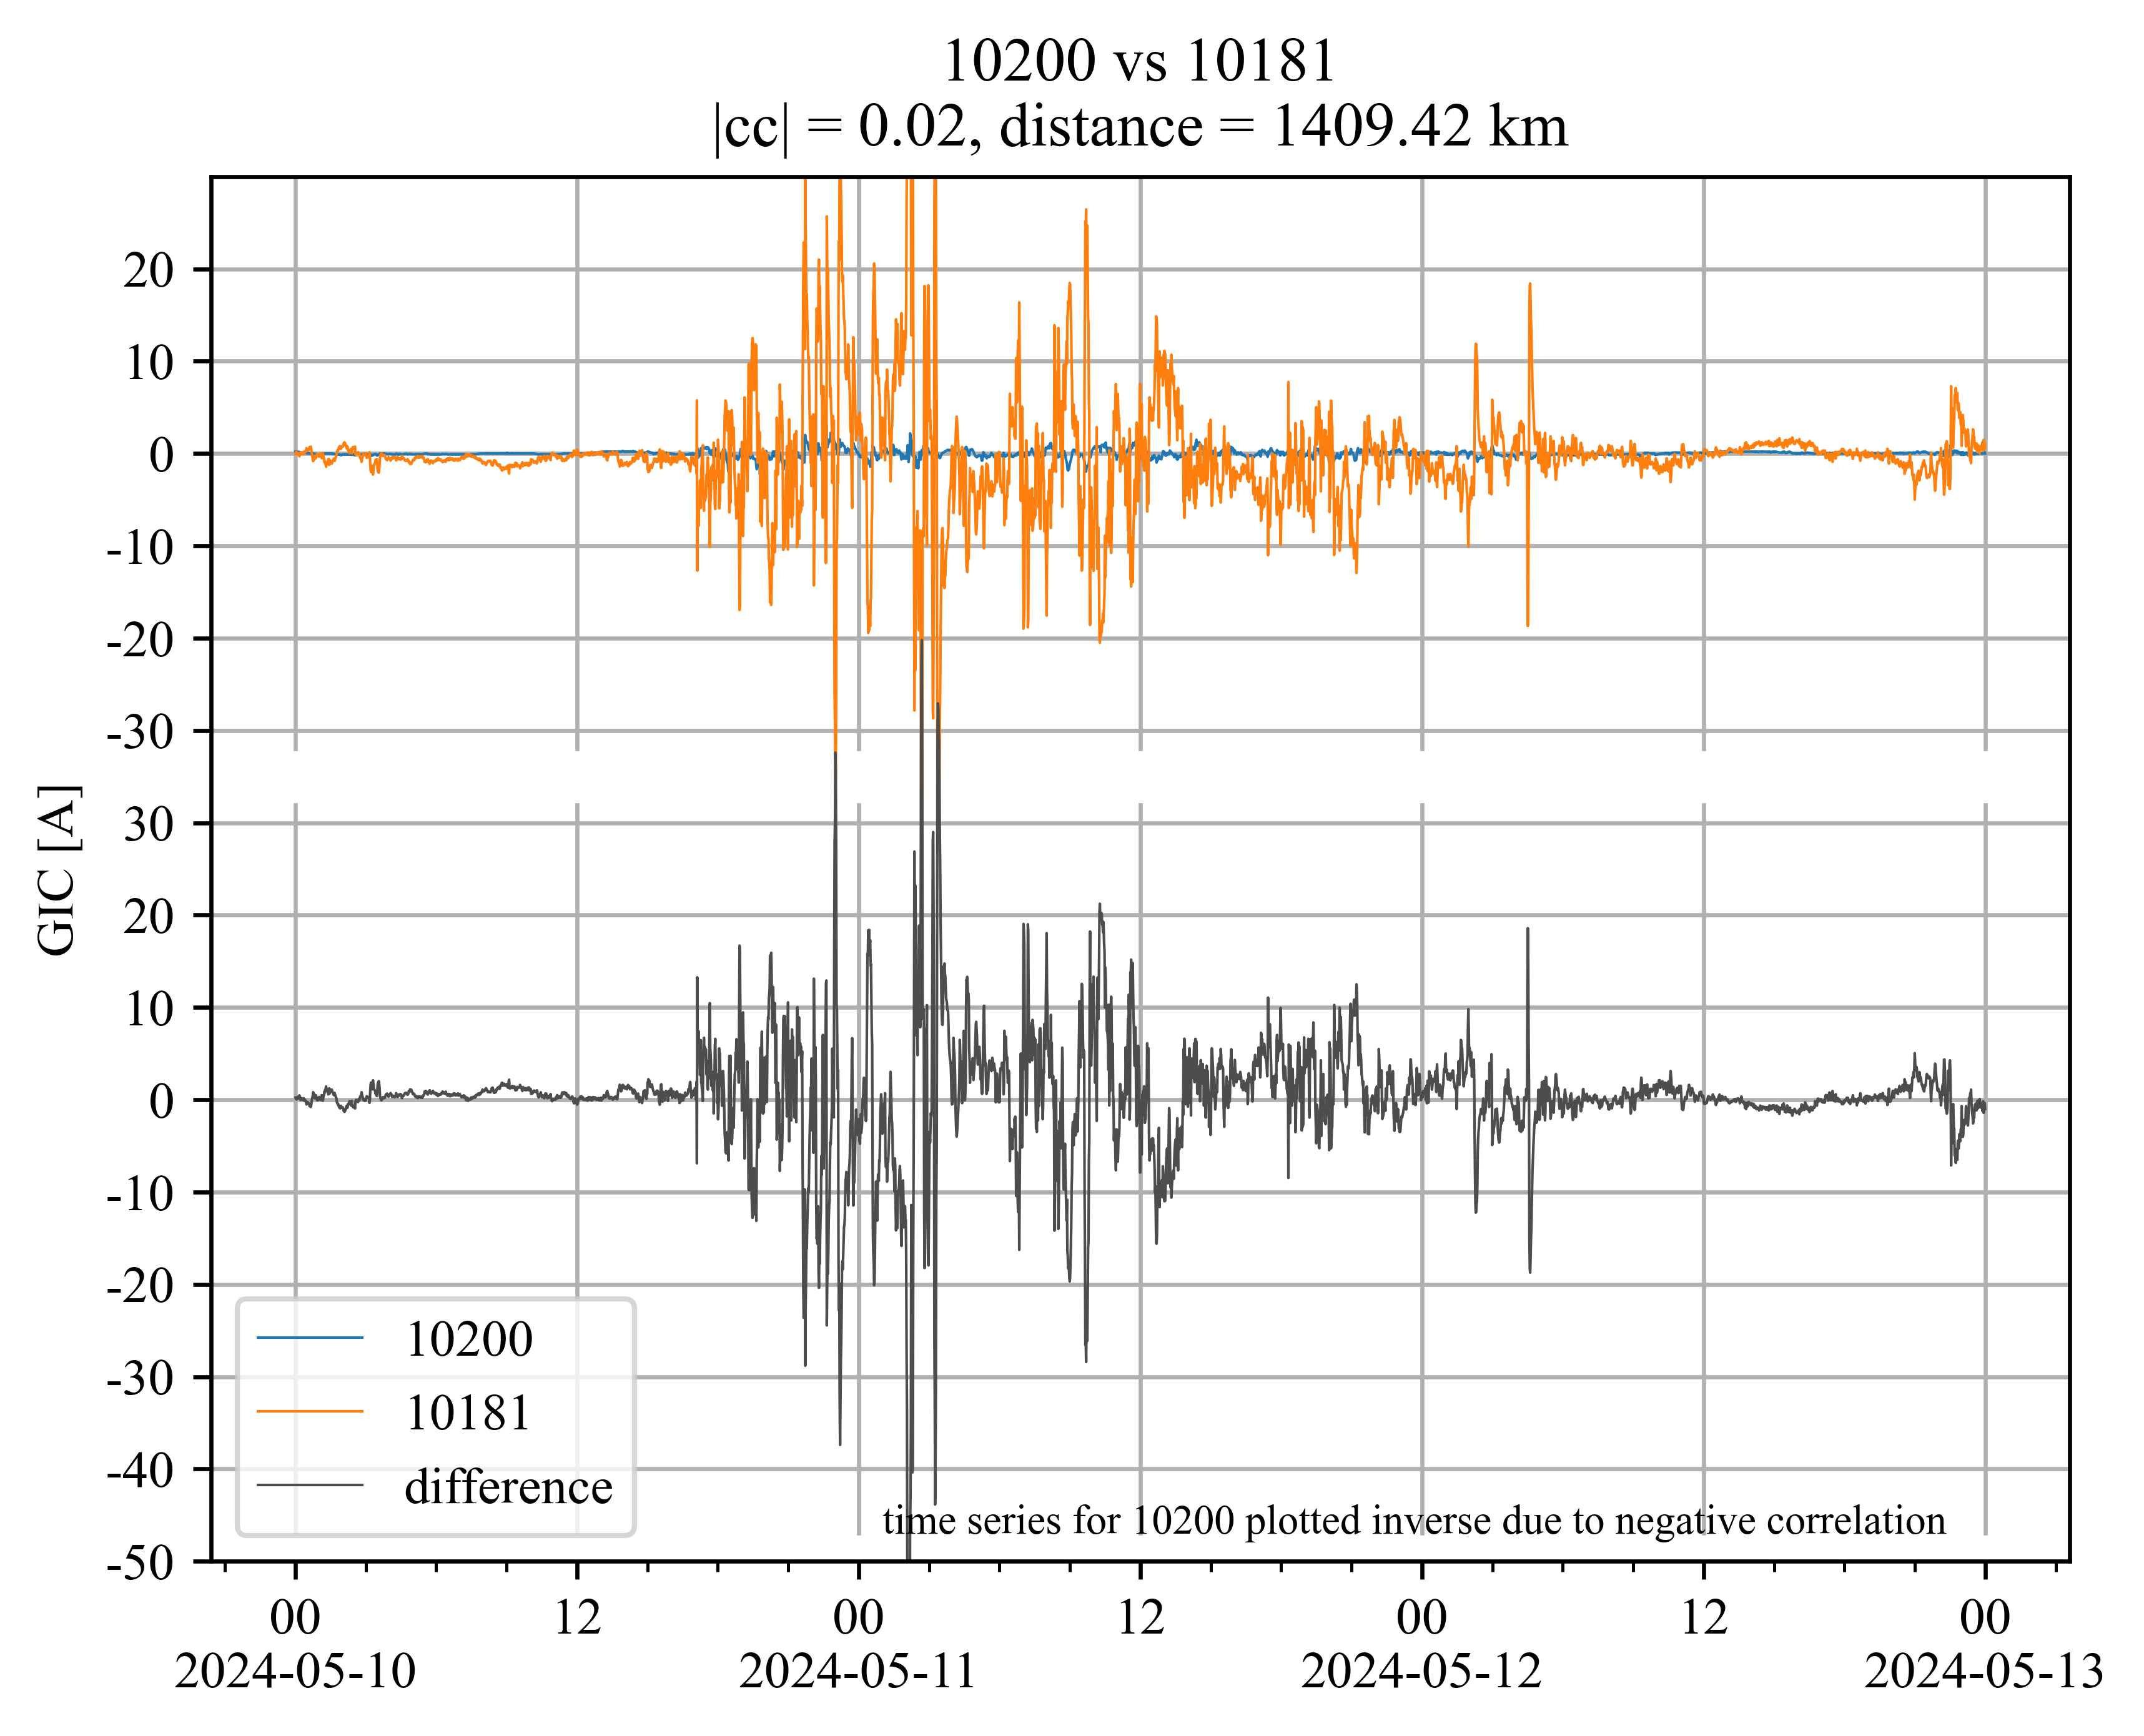 10200 vs 10181
|cc| = 0.02, distance = 1409.42 km
GIC [A]
20
10
0
-10
-20
-30
30
20
10
0
-10
-20
-30
-40
-50
10200
10181
difference
time series for 10200 plotted inverse due to negative correlation
00 12 00 12 00 12 00
2024-05-10 2024-05-11 2024-05-12 2024-05-13